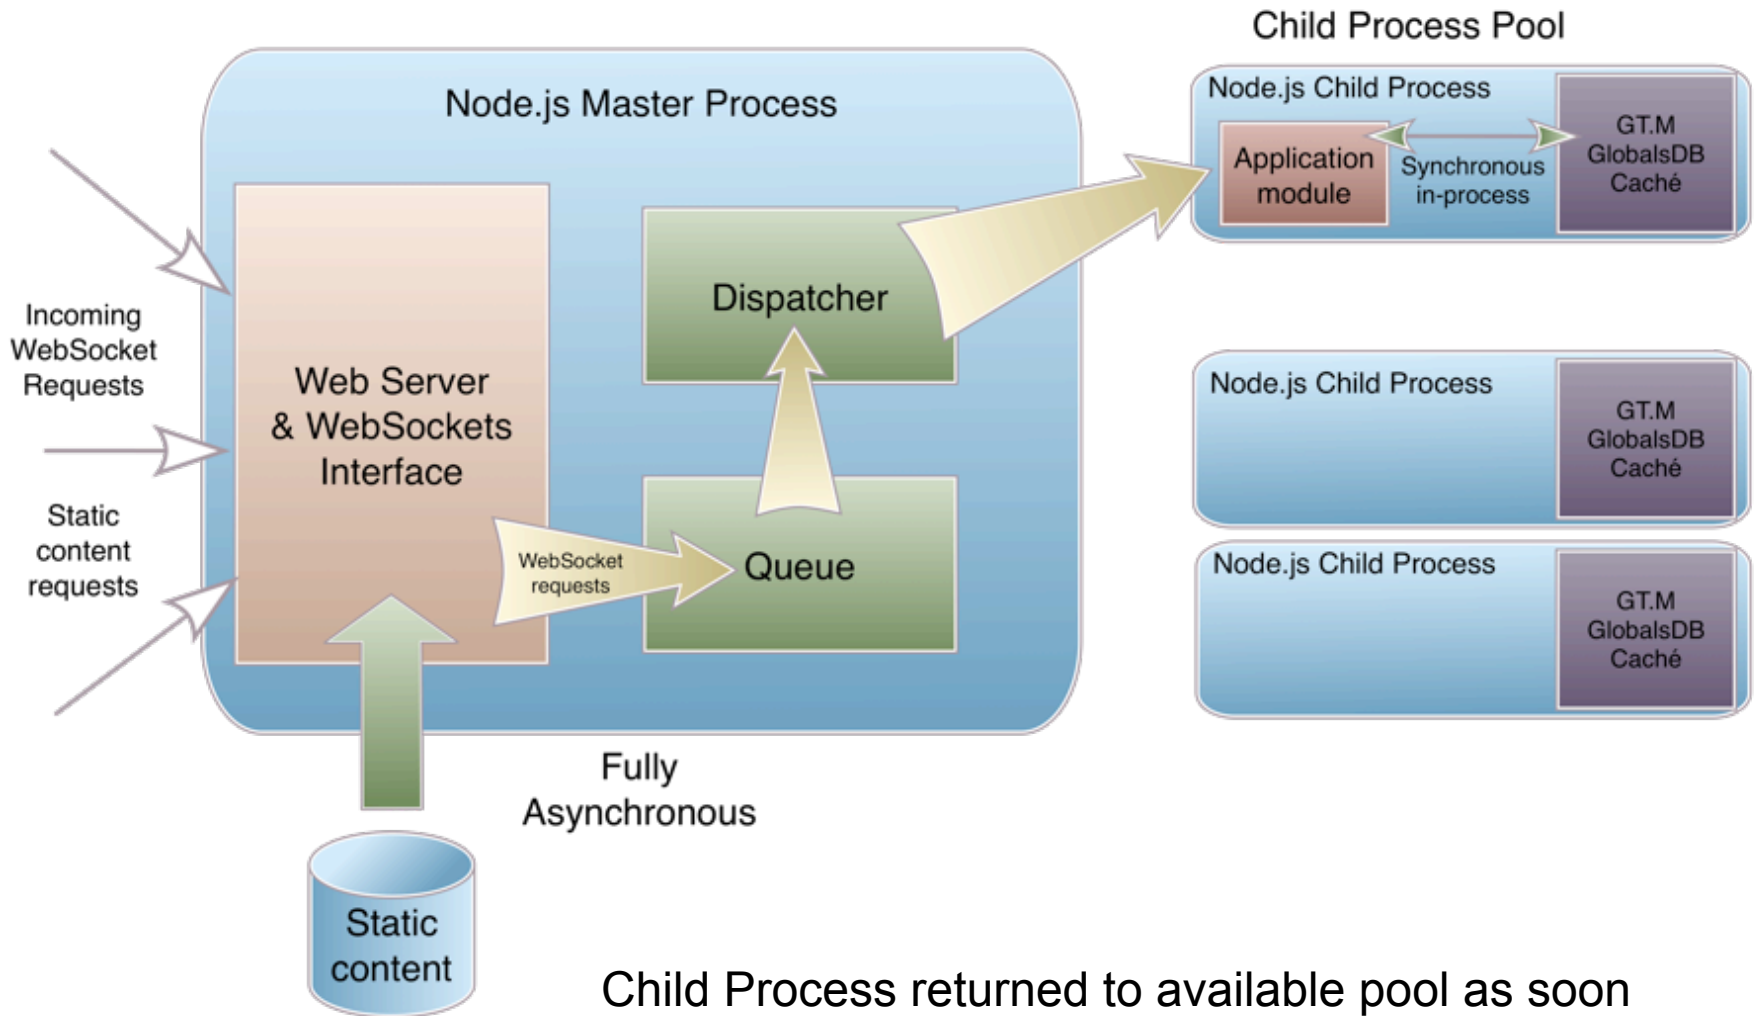 Child Process Pool
Node.js Master Process
Incoming
WebSocket
Requests
Static
content
requests
Web Server
& WebSockets
Interface
WebSocket
requests
Dispatcher
Queue
Fully
Asynchronous
Static
content
Node.js Child Process
Application
module
Synchronous
in-process
GT.M
GlobalsDB
Caché
Node.js Child Process
GT.M
GlobalsDB
Caché
Node.js Child Process
GT.M
GlobalsDB
Caché
Child Process returned to available pool as soon